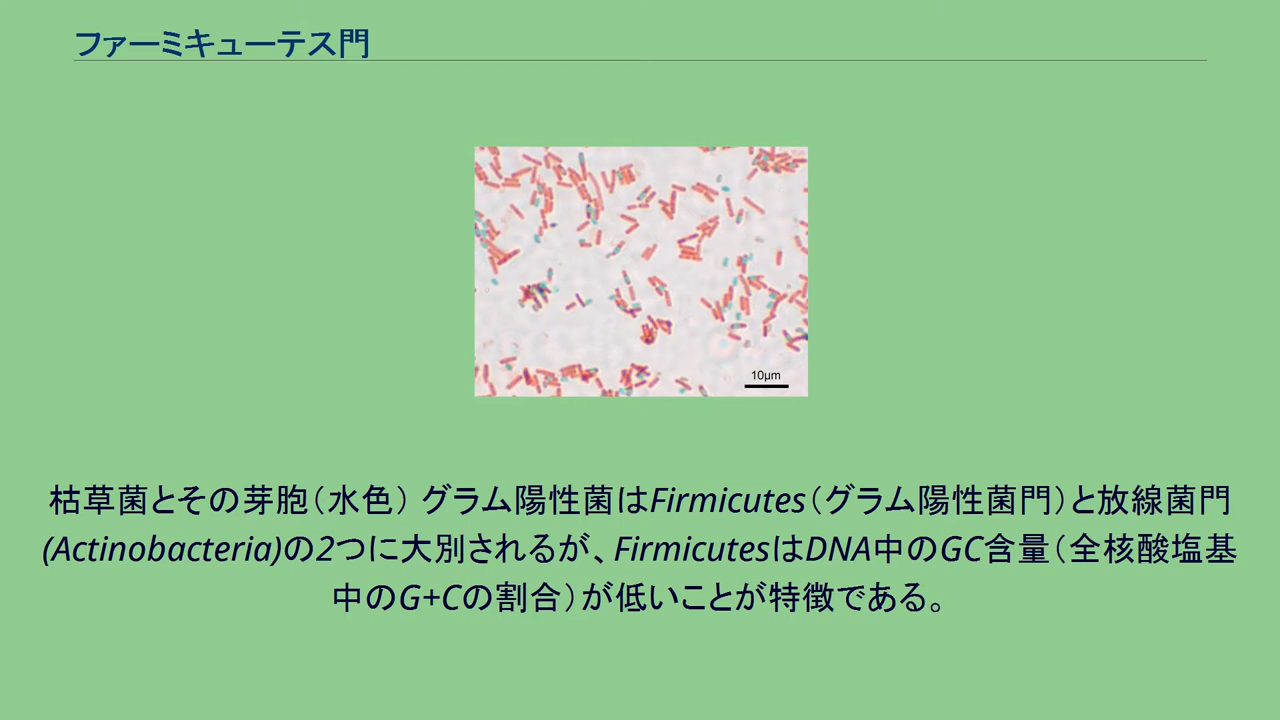 ファーミキューテス門
10μm
枯草菌とその芽胞（水色） グラム陽性菌はFirmicutes（グラム陽性菌門）と放線菌門
(Actinobacteria)の2つに大別されるが、FirmicutesはDNA中のGC含量（全核酸塩基
中のG+Cの割合）が低いことが特徴である。